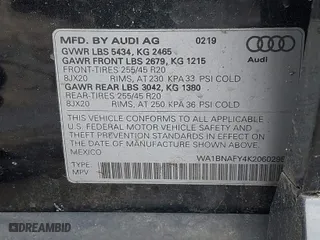 MFD. BY AUDI AG 0219
GVWR LBS 5434, KG 2465
GAWR FRONT LBS 2679, KG 1215
FRONT-TIRES 255/45 R20
8JX20 RIMS, AT 230 KPA 33 PSI COLD
GAWR REAR LBS 3042, KG 1380
REAR-TIRES 255/45 R20
8JX20 RIMS, AT 250 KPA 36 PSI COLD
Audi
THIS VEHICLE CONFORMS TO ALL APPLICABLE
U.S. FEDERAL MOTOR VEHICLE SAFETY
AND THEFT PREVENTION STANDARD IN EFFECT ON THE
DATE OF MANUFACTURE SHOWN ABOVE.
MEXICO WA1BNAFY4K2060298
MPV
DREAMBID